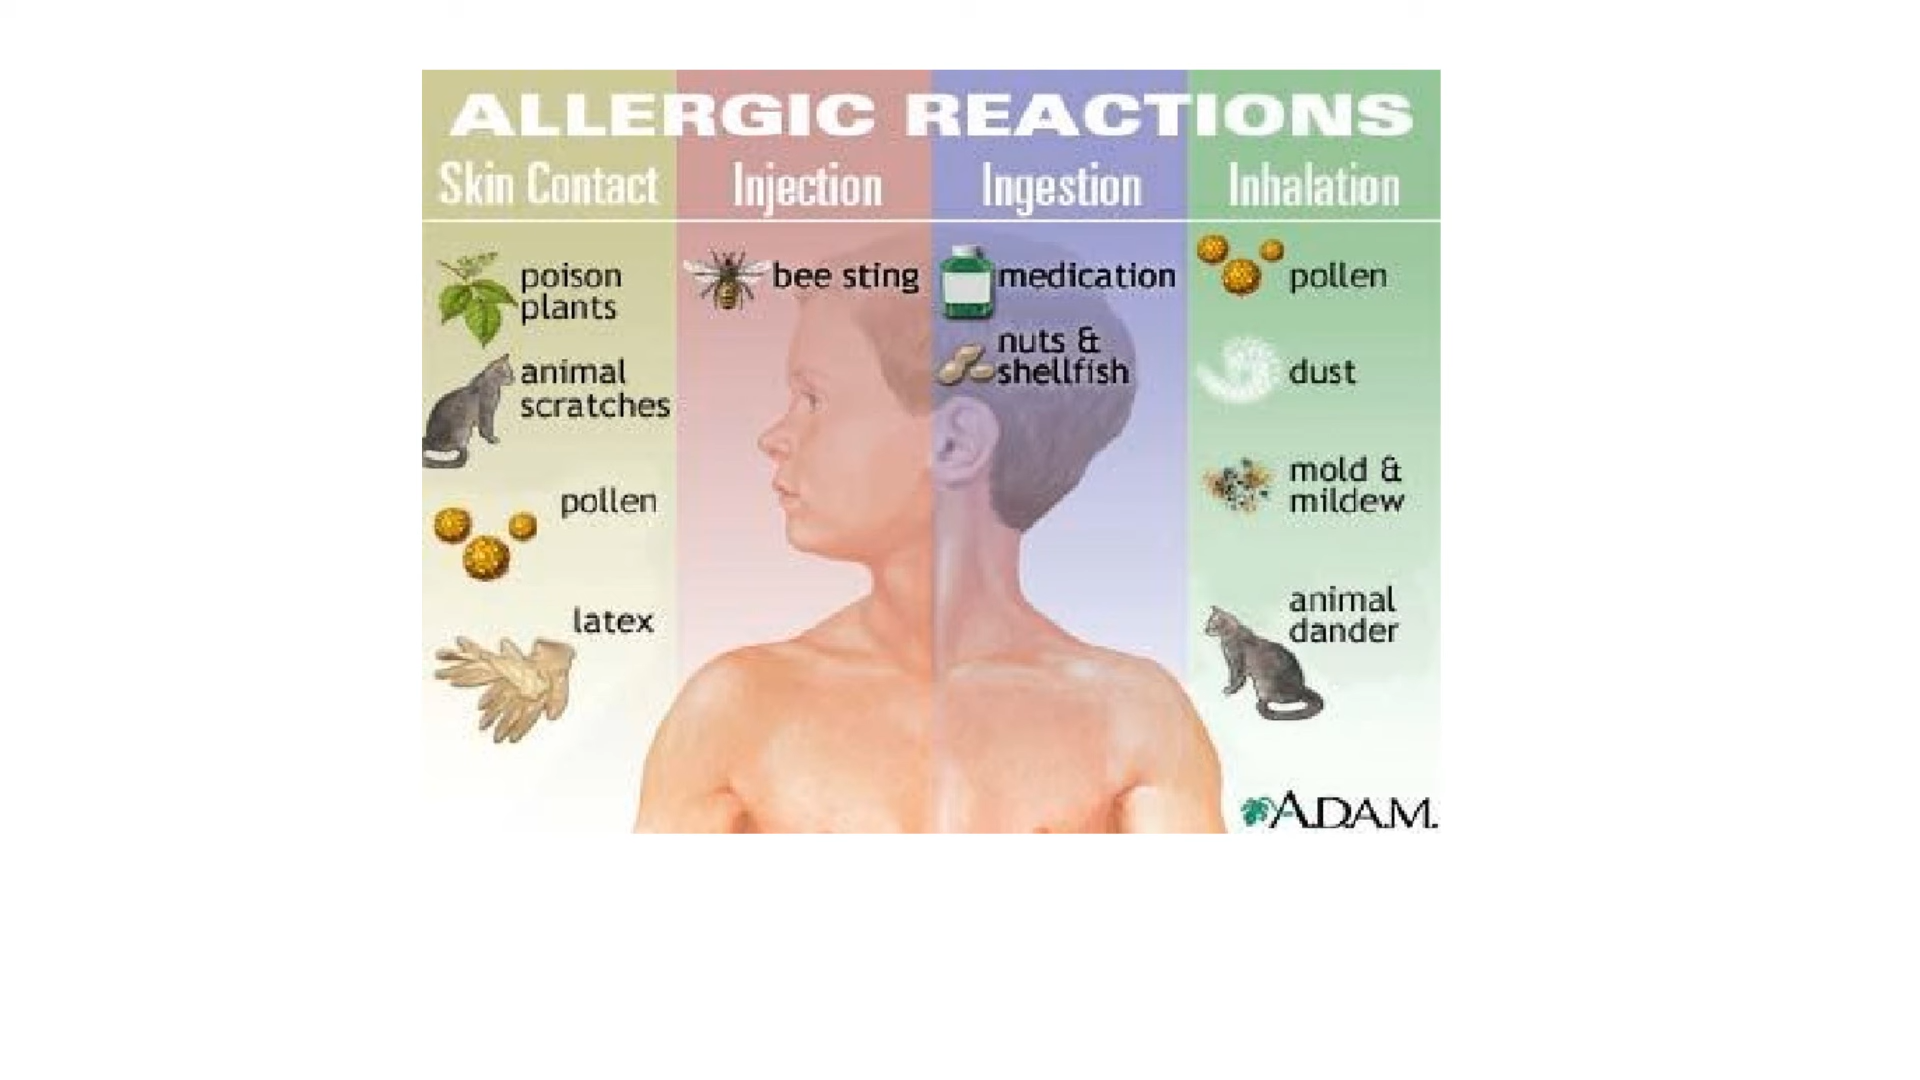 ALLERGIC REACTIONS
Skin Contact
poison
plants
animal
scratches
pollen
latex
Injection
bee sting
Ingestion
medication
nuts &
shellfish
Inhalation
pollen
dust
mold &
mildew
animal
dander
A.D.A.M.